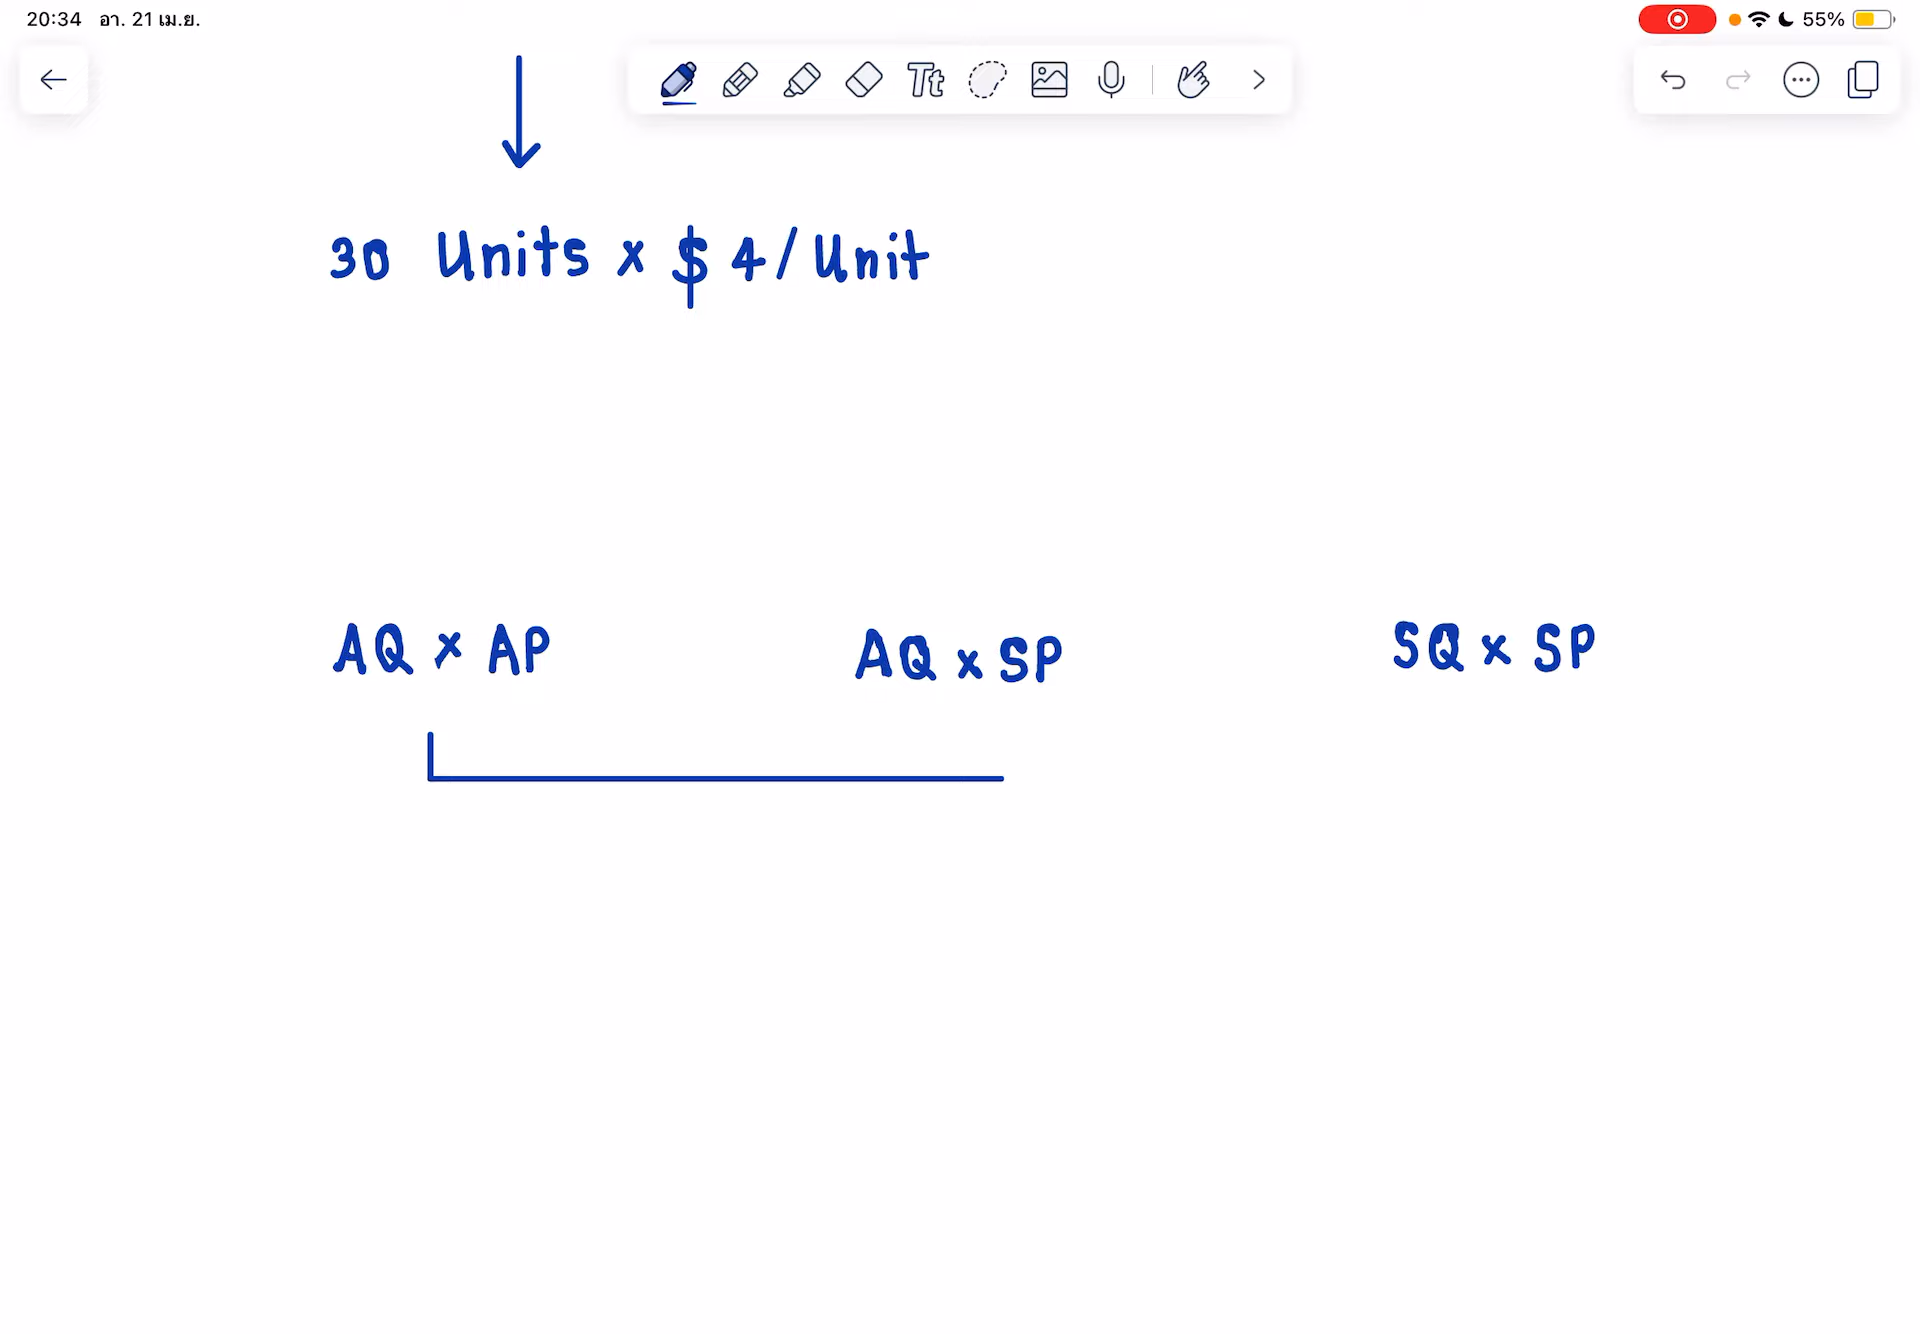 20:34 อา. 21 เม.ย. 55%
Tt
30 Units x $ 4/Unit
AQ x AP AQ x SP SQ x SP